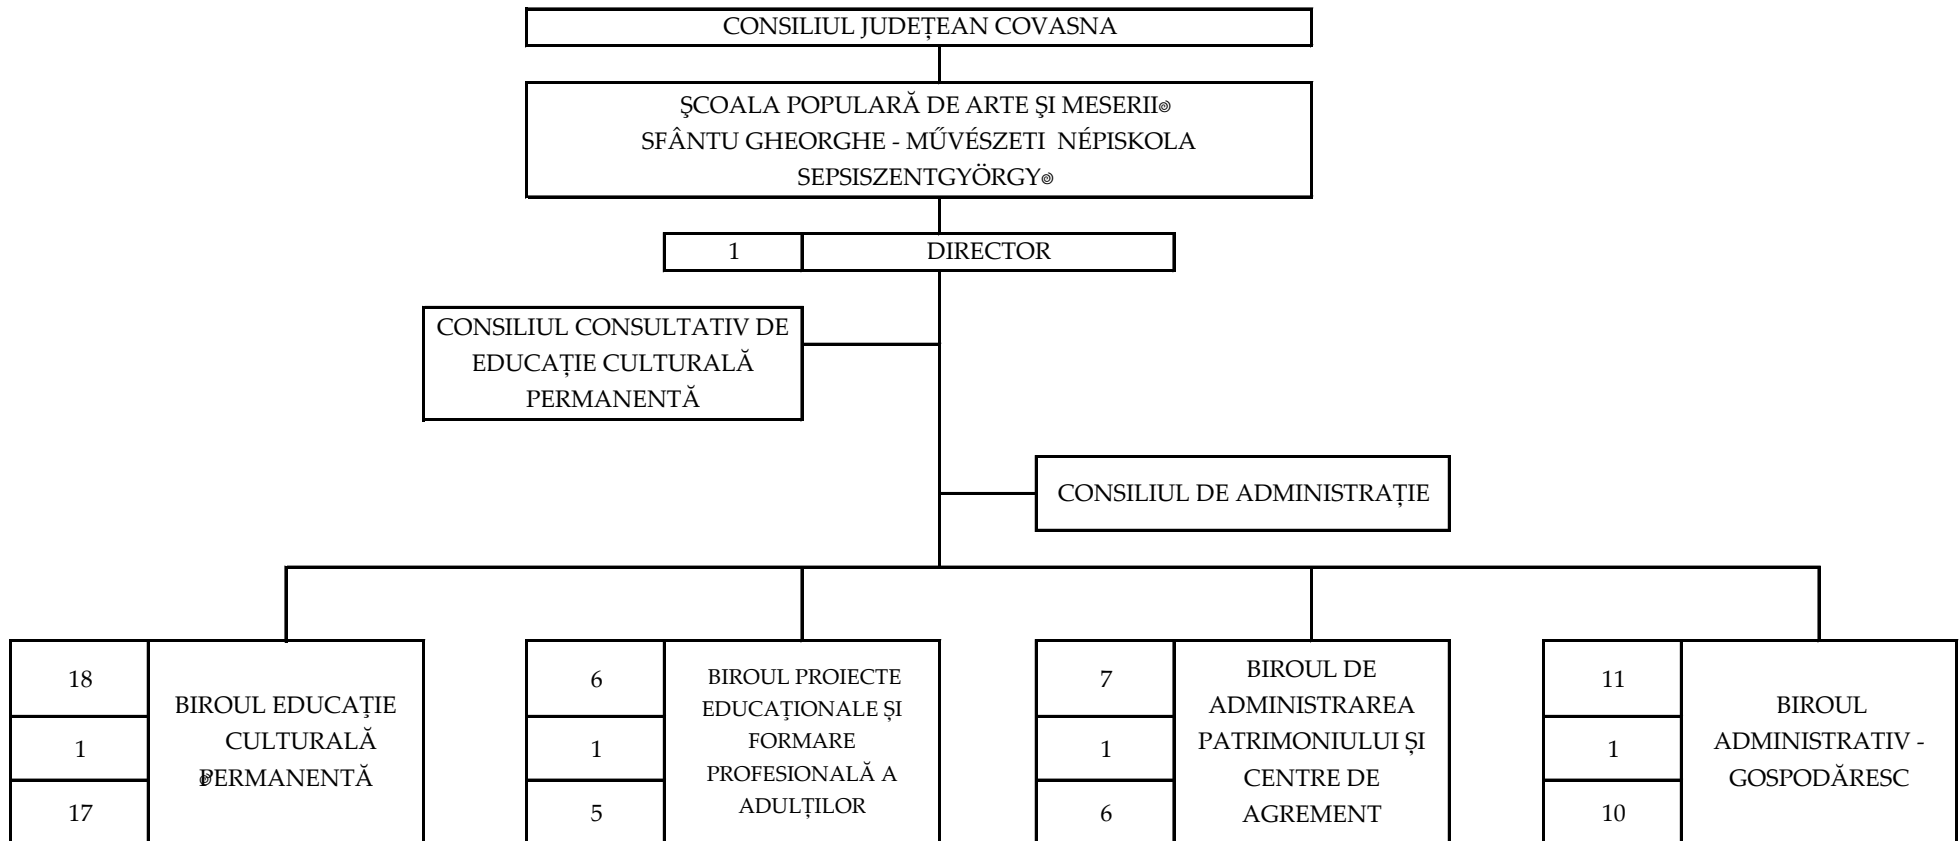 CONSILIUL JUDEȚEAN COVASNA
ŞCOALA POPULARĂ DE ARTE ŞI MESERII
SFÂNTU GHEORGHE - MŰVÉSZETI NÉPISKOLA
SEPSISZENTGYÖRGY
1
DIRECTOR
CONSILIUL CONSULTATIV DE
EDUCAȚIE CULTURALĂ
PERMANENTĂ
CONSILIUL DE ADMINISTRAȚIE
18
1
17
BIROUL EDUCAŢIE
CULTURALĂ
PERMANENTĂ
6
1
5
BIROUL PROIECTE
EDUCAŢIONALE ȘI
FORMARE
PROFESIONALĂ A
ADULȚILOR
7
1
6
BIROUL DE
ADMINISTRAREA
PATRIMONIULUI ȘI
CENTRE DE
AGREMENT
11
1
10
BIROUL
ADMINISTRATIV -
GOSPODĂRESC